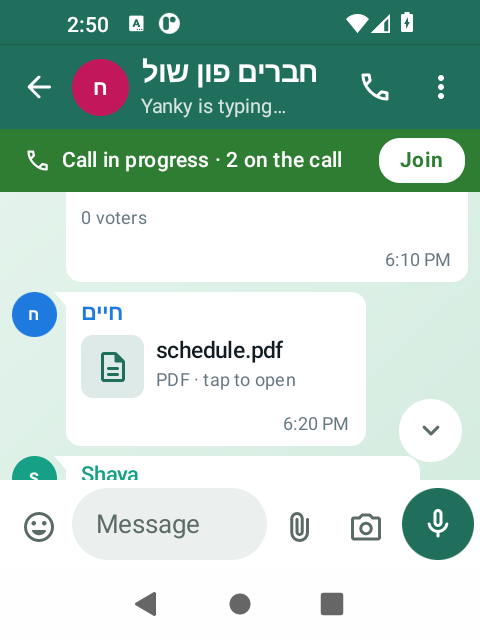 2:50
חברים פון שול
Yanky is typing...
Call in progress · 2 on the call
Join
0 voters
6:10 PM
ח
ח
חיים
schedule.pdf
PDF · tap to open
6:20 PM
S
Shaya
Message